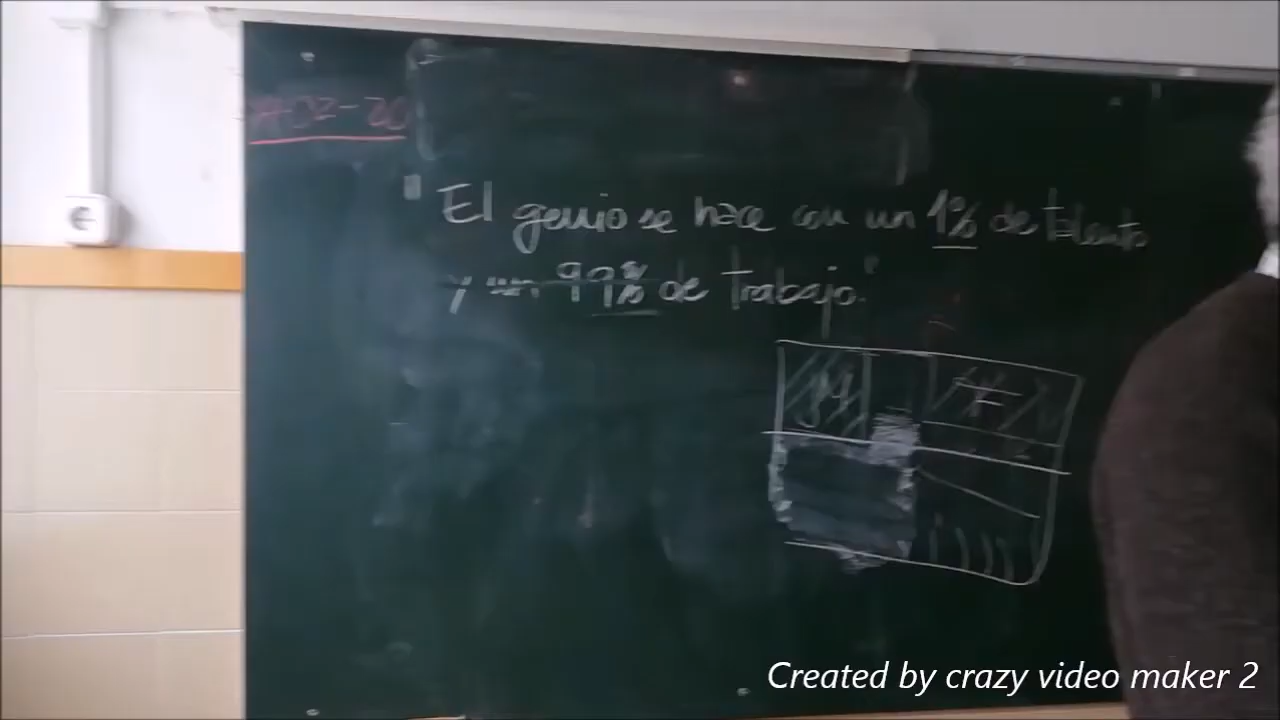 "El genio se hace con un 1% de talento
y un 99% de trabajo."
Created by crazy video maker 2